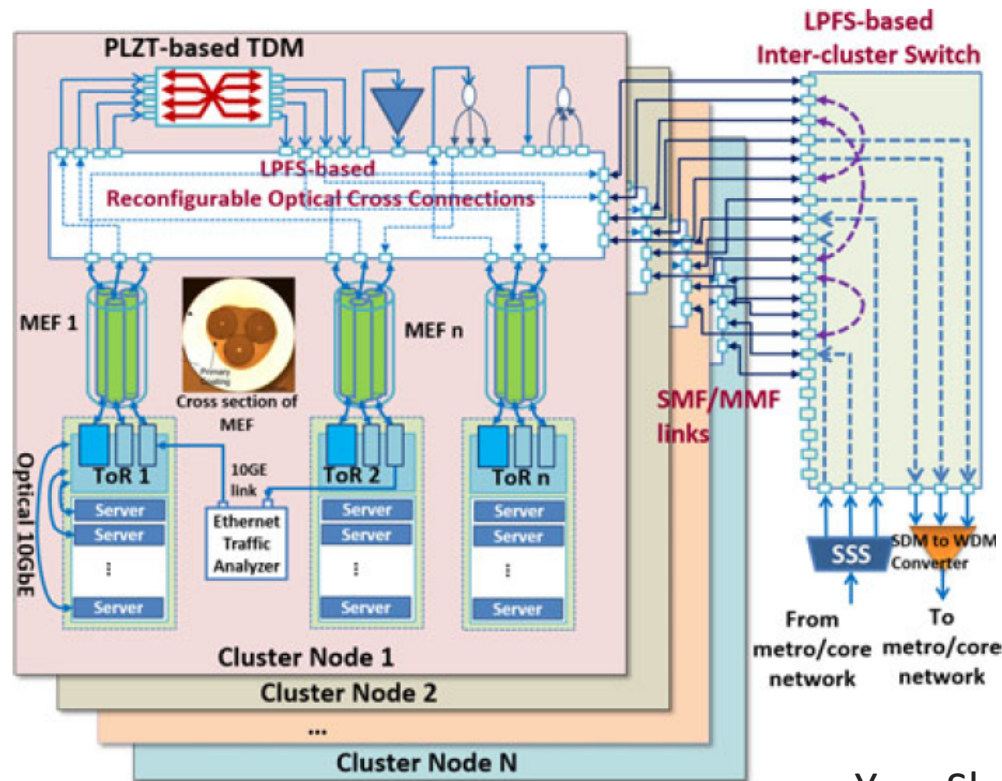 PLZT-based TDM
LPFS-based
Inter-cluster Switch
LPFS-based
Reconfigurable Optical Cross Connections
MEF 1
MEF n
Primary
Coating
Cross section of
MEF
SMF/MMF
links
Optical 10GbE
ToR 1
10GE
link
ToR 2
ToR n
Server
Server
Server
Server
Server
Server
Ethernet
Traffic
Analyzer
...
...
...
Server
Server
Server
SSS
SDM to WDM
Converter
From
metro/core
network
To
metro/core
network
Cluster Node 1
Cluster Node 2
...
Cluster Node N